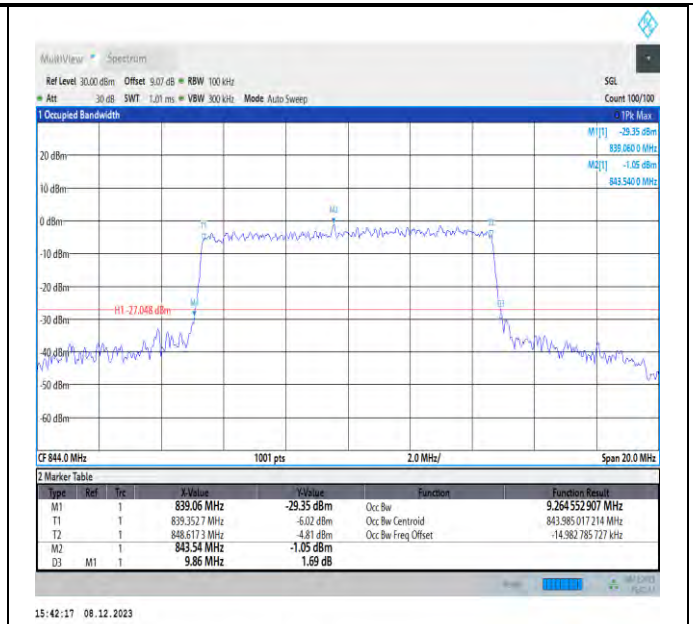 MultiView Spectrum
Ref Level 30.00 dBm Offset 9.07 dB RBW 100 kHz SGL
Att 30 dB SWT 1.01 ms VBW 300 kHz Mode Auto Sweep Count 100/100
1 Occupied Bandwidth 1Pk Max
M1[1] -29.35 dBm
839.060 0 MHz
20 dBm
M2[1] -1.05 dBm
843.540 0 MHz
10 dBm
M2
0 dBm
T1
-10 dBm
-20 dBm
H1 -27.048 dBm
M1
D3
-30 dBm
-40 dBm
-50 dBm
-60 dBm
CF 844.0 MHz 1001 pts 2.0 MHz/ Span 20.0 MHz
2 Marker Table
Type Ref Trc X-Value Y-Value Function Function Result
M1 1 839.06 MHz -29.35 dBm Occ Bw 9.264 552 907 MHz
T1 1 839.352 7 MHz -6.02 dBm Occ Bw Centroid 843.985 017 214 MHz
T2 1 848.617 3 MHz -4.81 dBm Occ Bw Freq Offset -14.982 785 727 kHz
M2 1 843.54 MHz -1.05 dBm
D3 M1 1 9.86 MHz 1.69 dB
15:42:17 08.12.2023